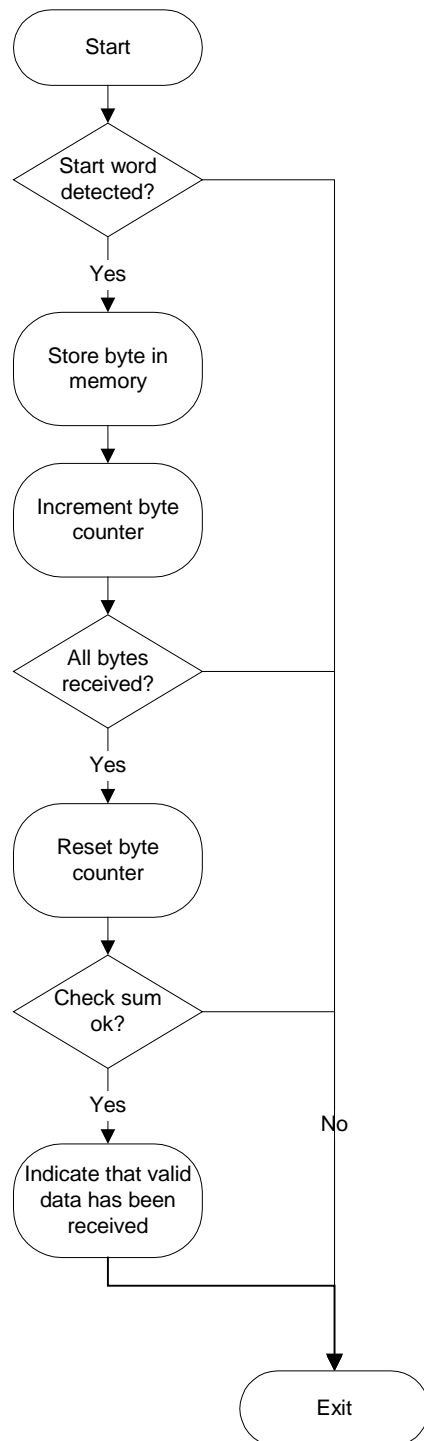 Start
Start word
detected?
Yes
Store byte in
memory
Increment byte
counter
All bytes
received?
Yes
Reset byte
counter
Check sum
ok?
Yes
No
Indicate that valid
data has been
received
Exit